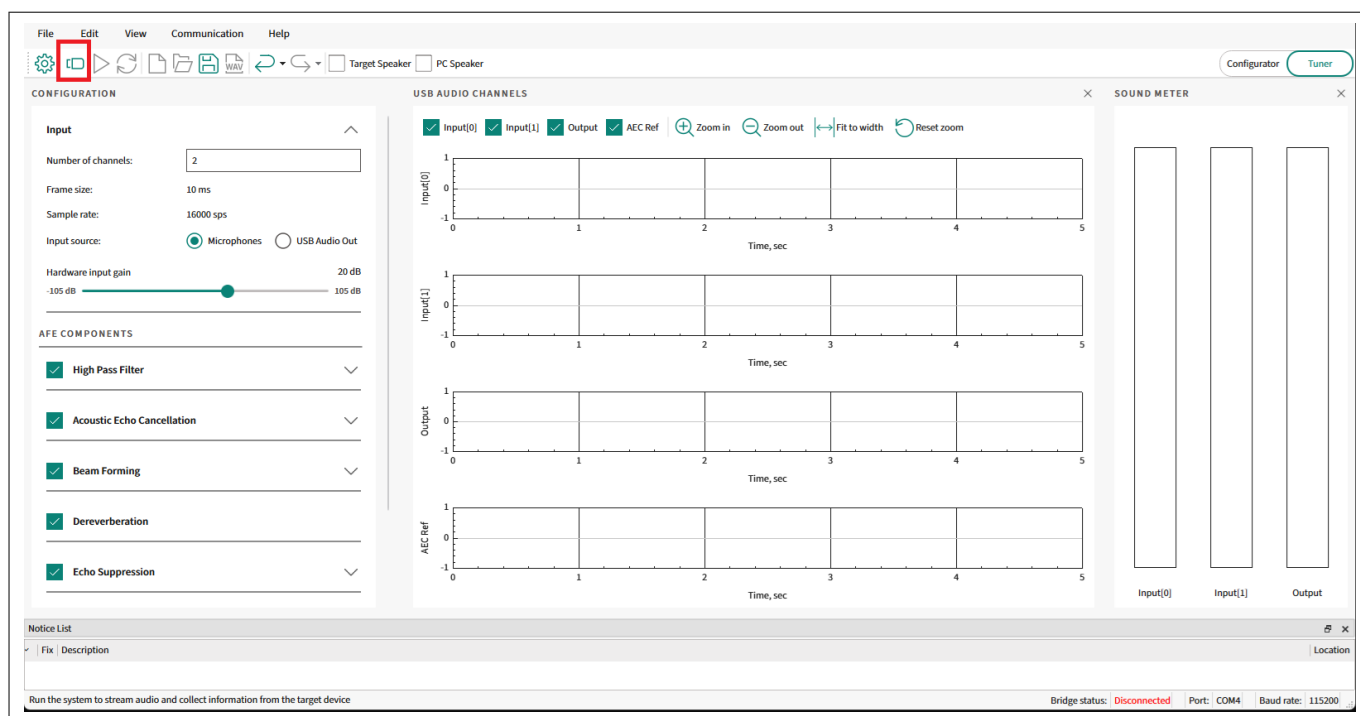 File Edit View Communication Help
WAV Target Speaker PC Speaker Configurator Tuner
CONFIGURATION
Input
Number of channels: 2
Frame size: 10 ms
Sample rate: 16000 sps
Input source: Microphones USB Audio Out
Hardware input gain 20 dB
-105 dB 105 dB
AFE COMPONENTS
High Pass Filter
Acoustic Echo Cancellation
Beam Forming
Dereverberation
Echo Suppression
USB AUDIO CHANNELS
Input[0] Input[1] Output AEC Ref Zoom in Zoom out Fit to width Reset zoom
Input[0]
1
0
-1
0 1 2 3 4 5
Time, sec
Input[1]
1
0
-1
0 1 2 3 4 5
Time, sec
Output
1
0
-1
0 1 2 3 4 5
Time, sec
AEC Ref
1
0
-1
0 1 2 3 4 5
Time, sec
SOUND METER
Input[0] Input[1] Output
Notice List
Fix Description Location
Run the system to stream audio and collect information from the target device
Bridge status: Disconnected Port: COM4 Baud rate: 115200